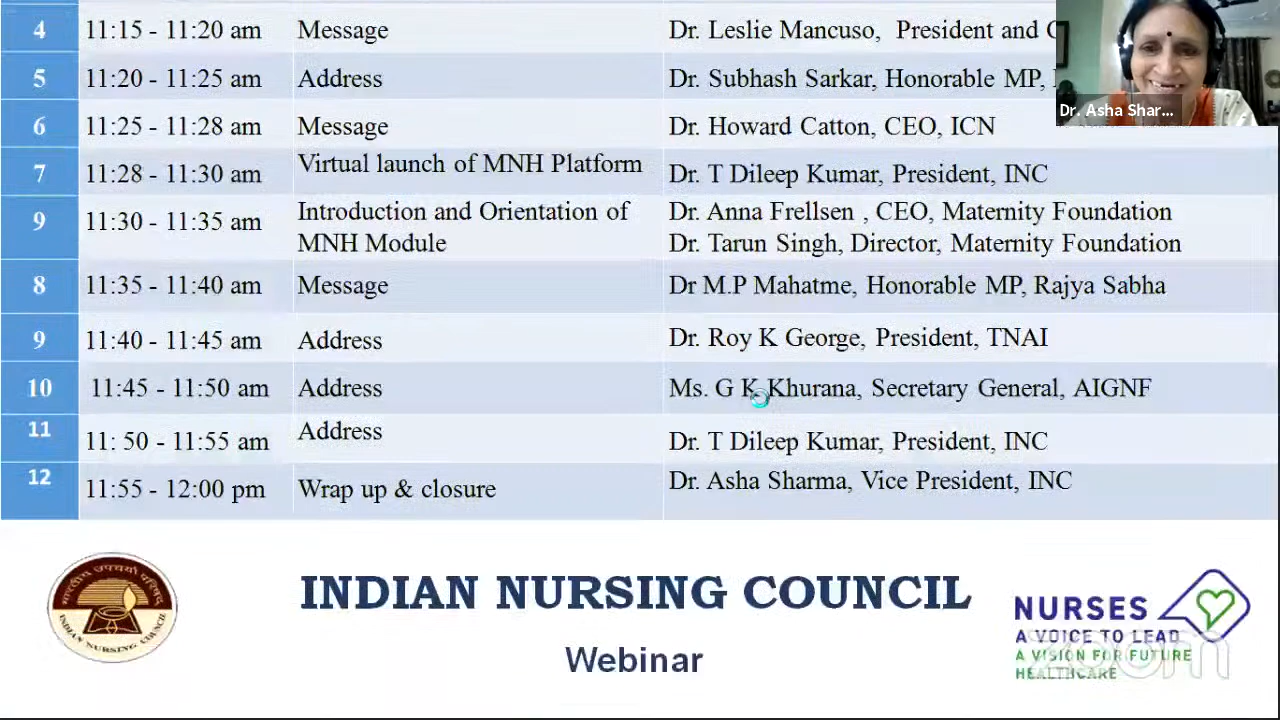 4 11:15 - 11:20 am Message Dr. Leslie Mancuso, President and
5 11:20 - 11:25 am Address Dr. Subhash Sarkar, Honorable MP,
6 11:25 - 11:28 am Message Dr. Howard Catton, CEO, ICN
7 11:28 - 11:30 am Virtual launch of MNH Platform Dr. T Dileep Kumar, President, INC
9 11:30 - 11:35 am Introduction and Orientation of Dr. Anna Frellsen , CEO, Maternity Foundation
MNH Module Dr. Tarun Singh, Director, Maternity Foundation
8 11:35 - 11:40 am Message Dr M.P Mahatme, Honorable MP, Rajya Sabha
9 11:40 - 11:45 am Address Dr. Roy K George, President, TNAI
10 11:45 - 11:50 am Address Ms. G K Khurana, Secretary General, AIGNF
11 11: 50 - 11:55 am Address Dr. T Dileep Kumar, President, INC
12 11:55 - 12:00 pm Wrap up & closure Dr. Asha Sharma, Vice President, INC
Dr. Asha Shar...
भारतीय उपचर्या परिषद्
INDIAN NURSING COUNCIL
INDIAN NURSING COUNCIL
Webinar
NURSES
A VOICE TO LEAD
A VISION FOR FUTURE
HEALTHCARE
zoom